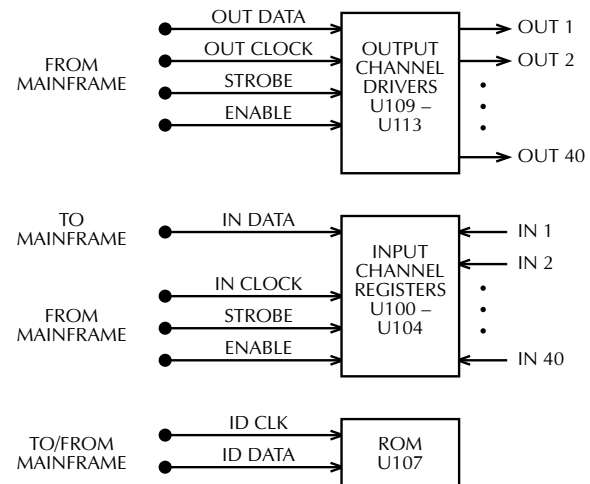 FROM
MAINFRAME
OUT DATA
OUT CLOCK
STROBE
ENABLE
OUTPUT
CHANNEL
DRIVERS
U109 –
U113
OUT 1
OUT 2
OUT 40
TO
MAINFRAME
FROM
MAINFRAME
IN DATA
IN CLOCK
STROBE
ENABLE
INPUT
CHANNEL
REGISTERS
U100 –
U104
IN 1
IN 2
IN 40
TO/FROM
MAINFRAME
ID CLK
ID DATA
ROM
U107